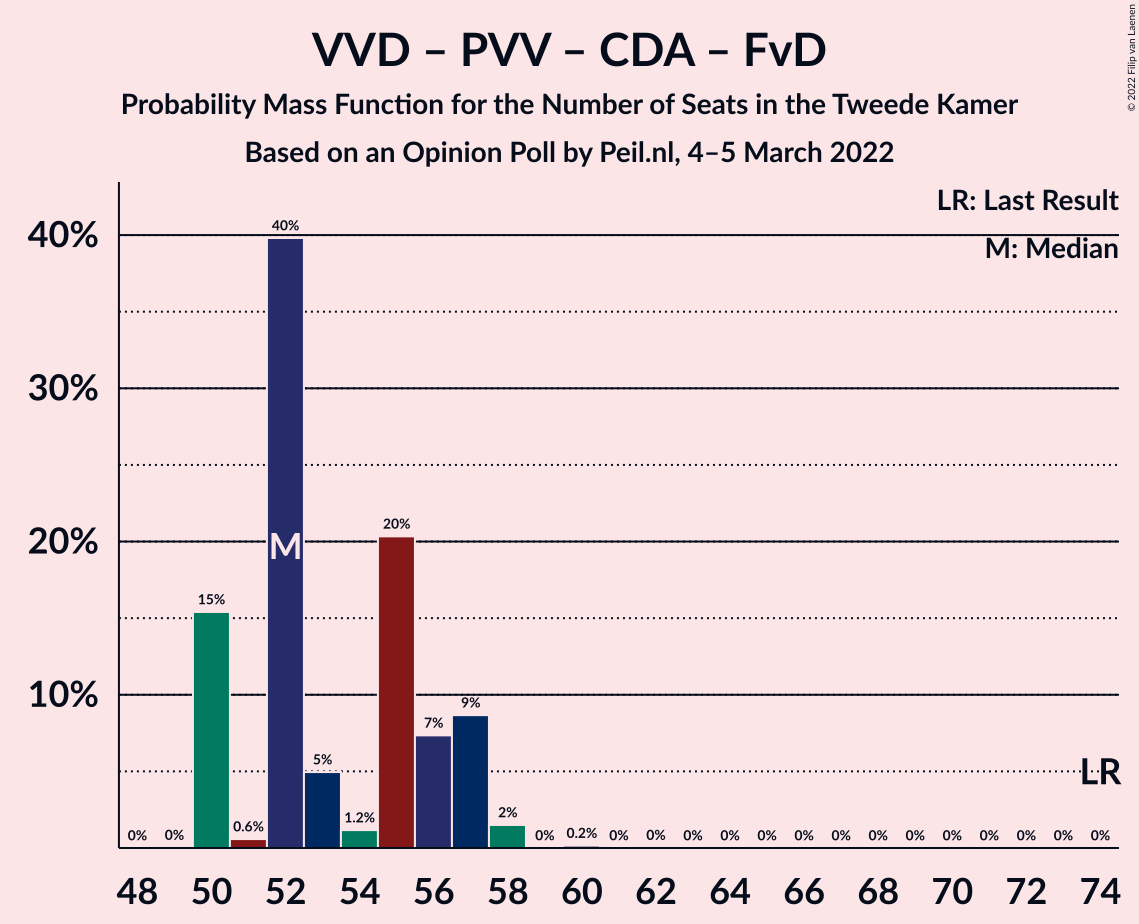 VVD – PVV – CDA – FvD
Probability Mass Function for the Number of Seats in the Tweede Kamer
Based on an Opinion Poll by Peil.nl, 4–5 March 2022
© 2022 Filip van Laenen
LR: Last Result
M: Median
40%
30%
20%
10%
0% 0% 15% 0.6% 40% 5% 1.2% 20% 7% 9% 2% 0% 0.2% 0% 0% 0% 0% 0% 0% 0% 0% 0% 0% 0% 0% 0% 0%
M
LR
48 50 52 54 56 58 60 62 64 66 68 70 72 74